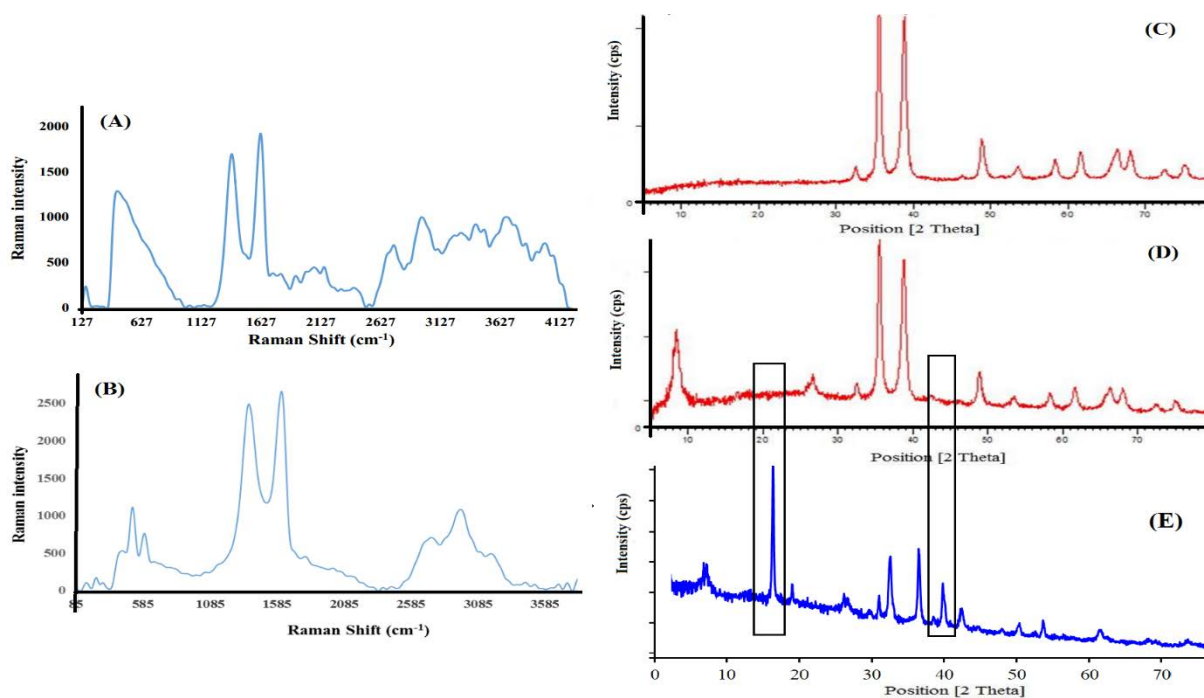 (A)
Raman intensity
2000
1500
1000
500
0
127 627 1127 1627 2127 2627 3127 3627 4127
Raman Shift (cm-1)
(B)
Raman intensity
2500
2000
1500
1000
500
0
85 585 1085 1585 2085 2585 3085 3585
Raman Shift (cm-1)
(C)
Intensity (cps)
0
10 20 30 40 50 60 70
Position [2 Theta]
(D)
Intensity (cps)
0
10 20 30 40 50 60 70
Position [2 Theta]
(E)
Intensity (cps)
0 10 20 30 40 50 60 70
Position [2 Theta]